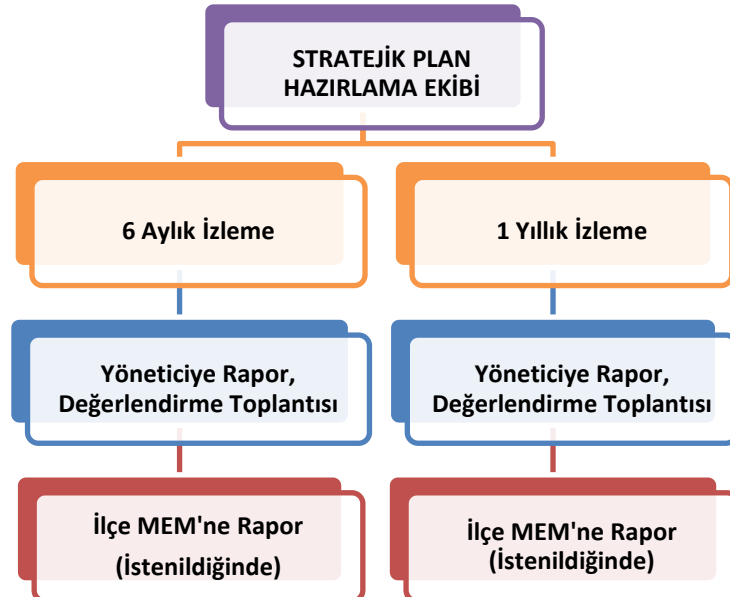 STRATEJİK PLAN
HAZIRLAMA EKİBİ
6 Aylık İzleme
1 Yıllık İzleme
Yöneticiye Rapor,
Değerlendirme Toplantısı
Yöneticiye Rapor,
Değerlendirme Toplantısı
İlçe MEM'ne Rapor
(İstenildiğinde)
İlçe MEM'ne Rapor
(İstenildiğinde)